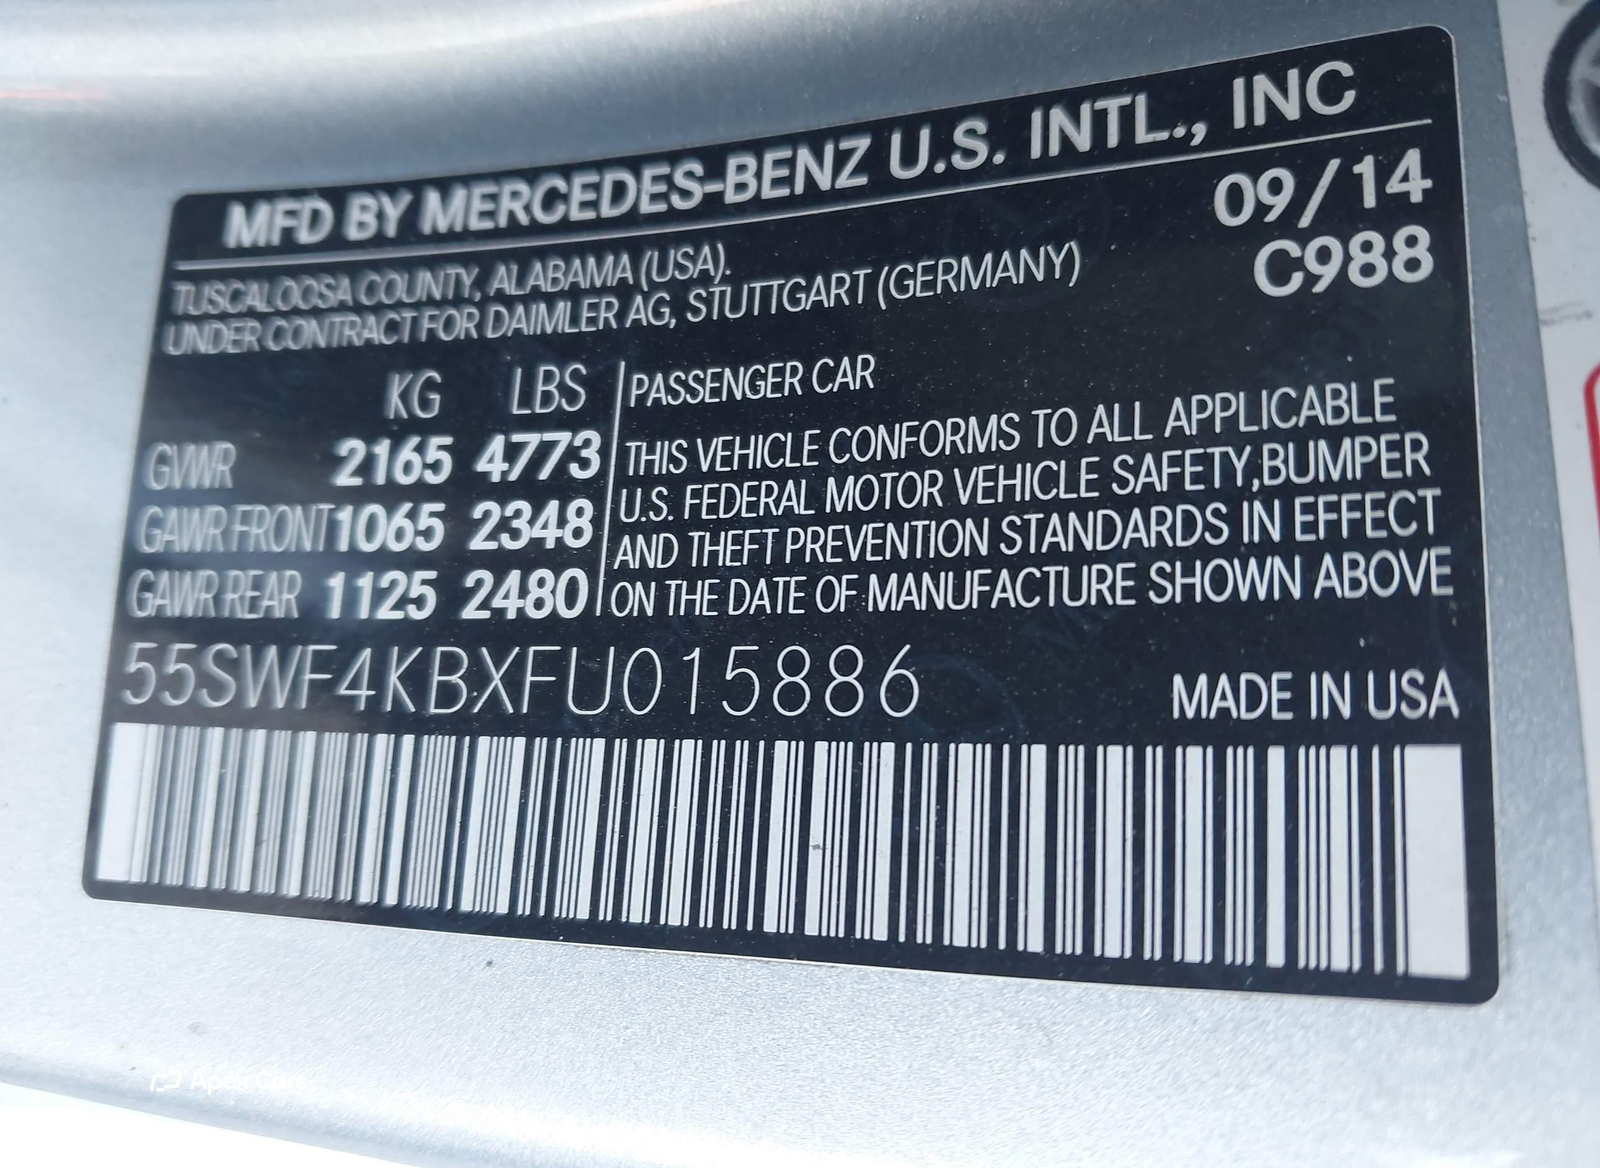 MFD BY MERCEDES-BENZ U.S. INTL., INC
TUSCALOOSA COUNTY, ALABAMA (USA).
UNDER CONTRACT FOR DAIMLER AG, STUTTGART (GERMANY)
09/14
C988
KG LBS
GVWR 2165 4773
GAWR FRONT 1065 2348
GAWR REAR 1125 2480
PASSENGER CAR
THIS VEHICLE CONFORMS TO ALL APPLICABLE
U.S. FEDERAL MOTOR VEHICLE SAFETY,BUMPER
AND THEFT PREVENTION STANDARDS IN EFFECT
ON THE DATE OF MANUFACTURE SHOWN ABOVE
55SWF4KBXFU015886
MADE IN USA
Apex Cars